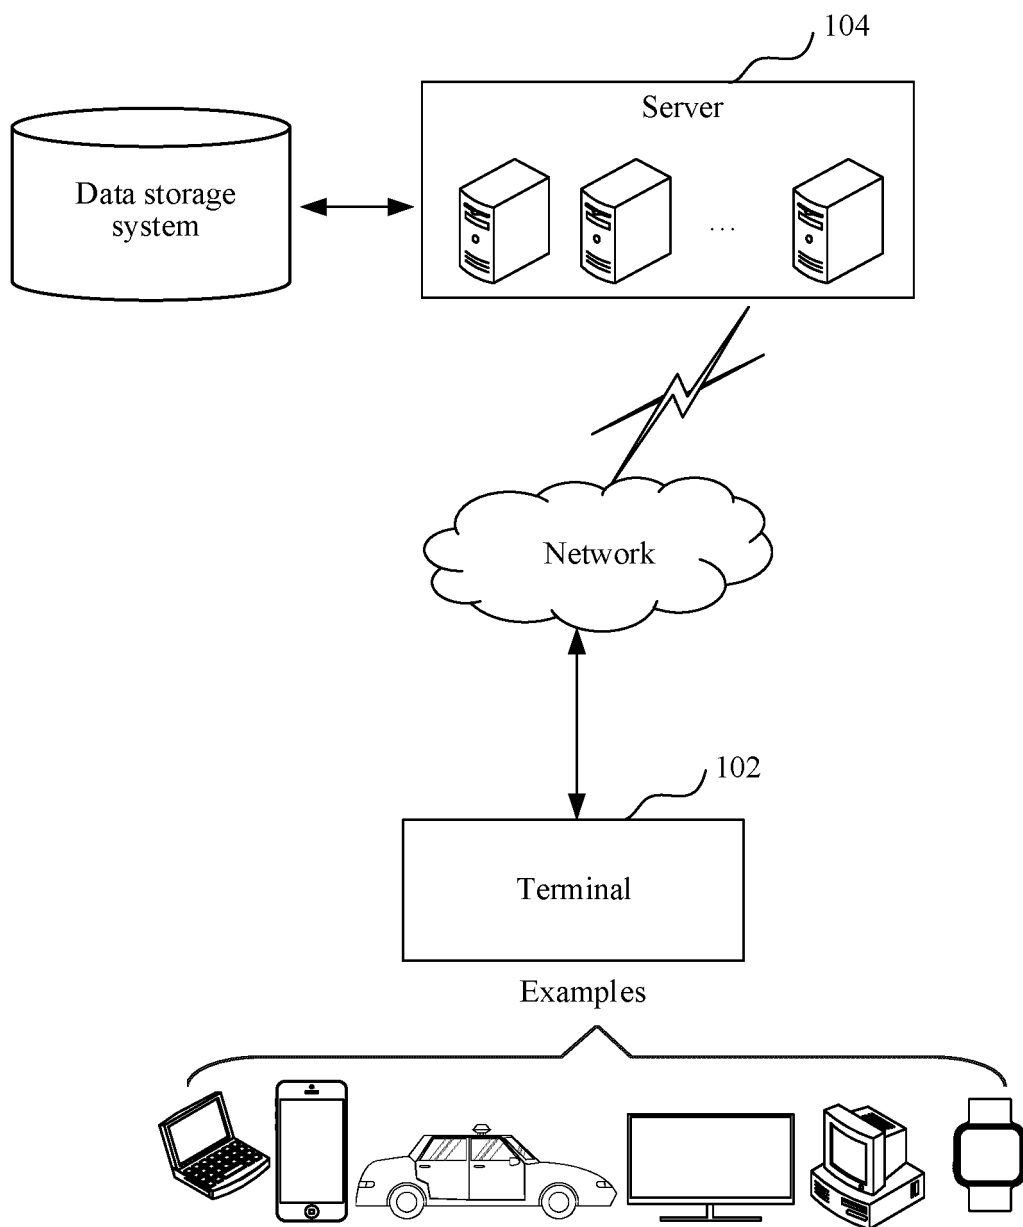 104
Server
Data storage
system
...
Network
102
Terminal
Examples